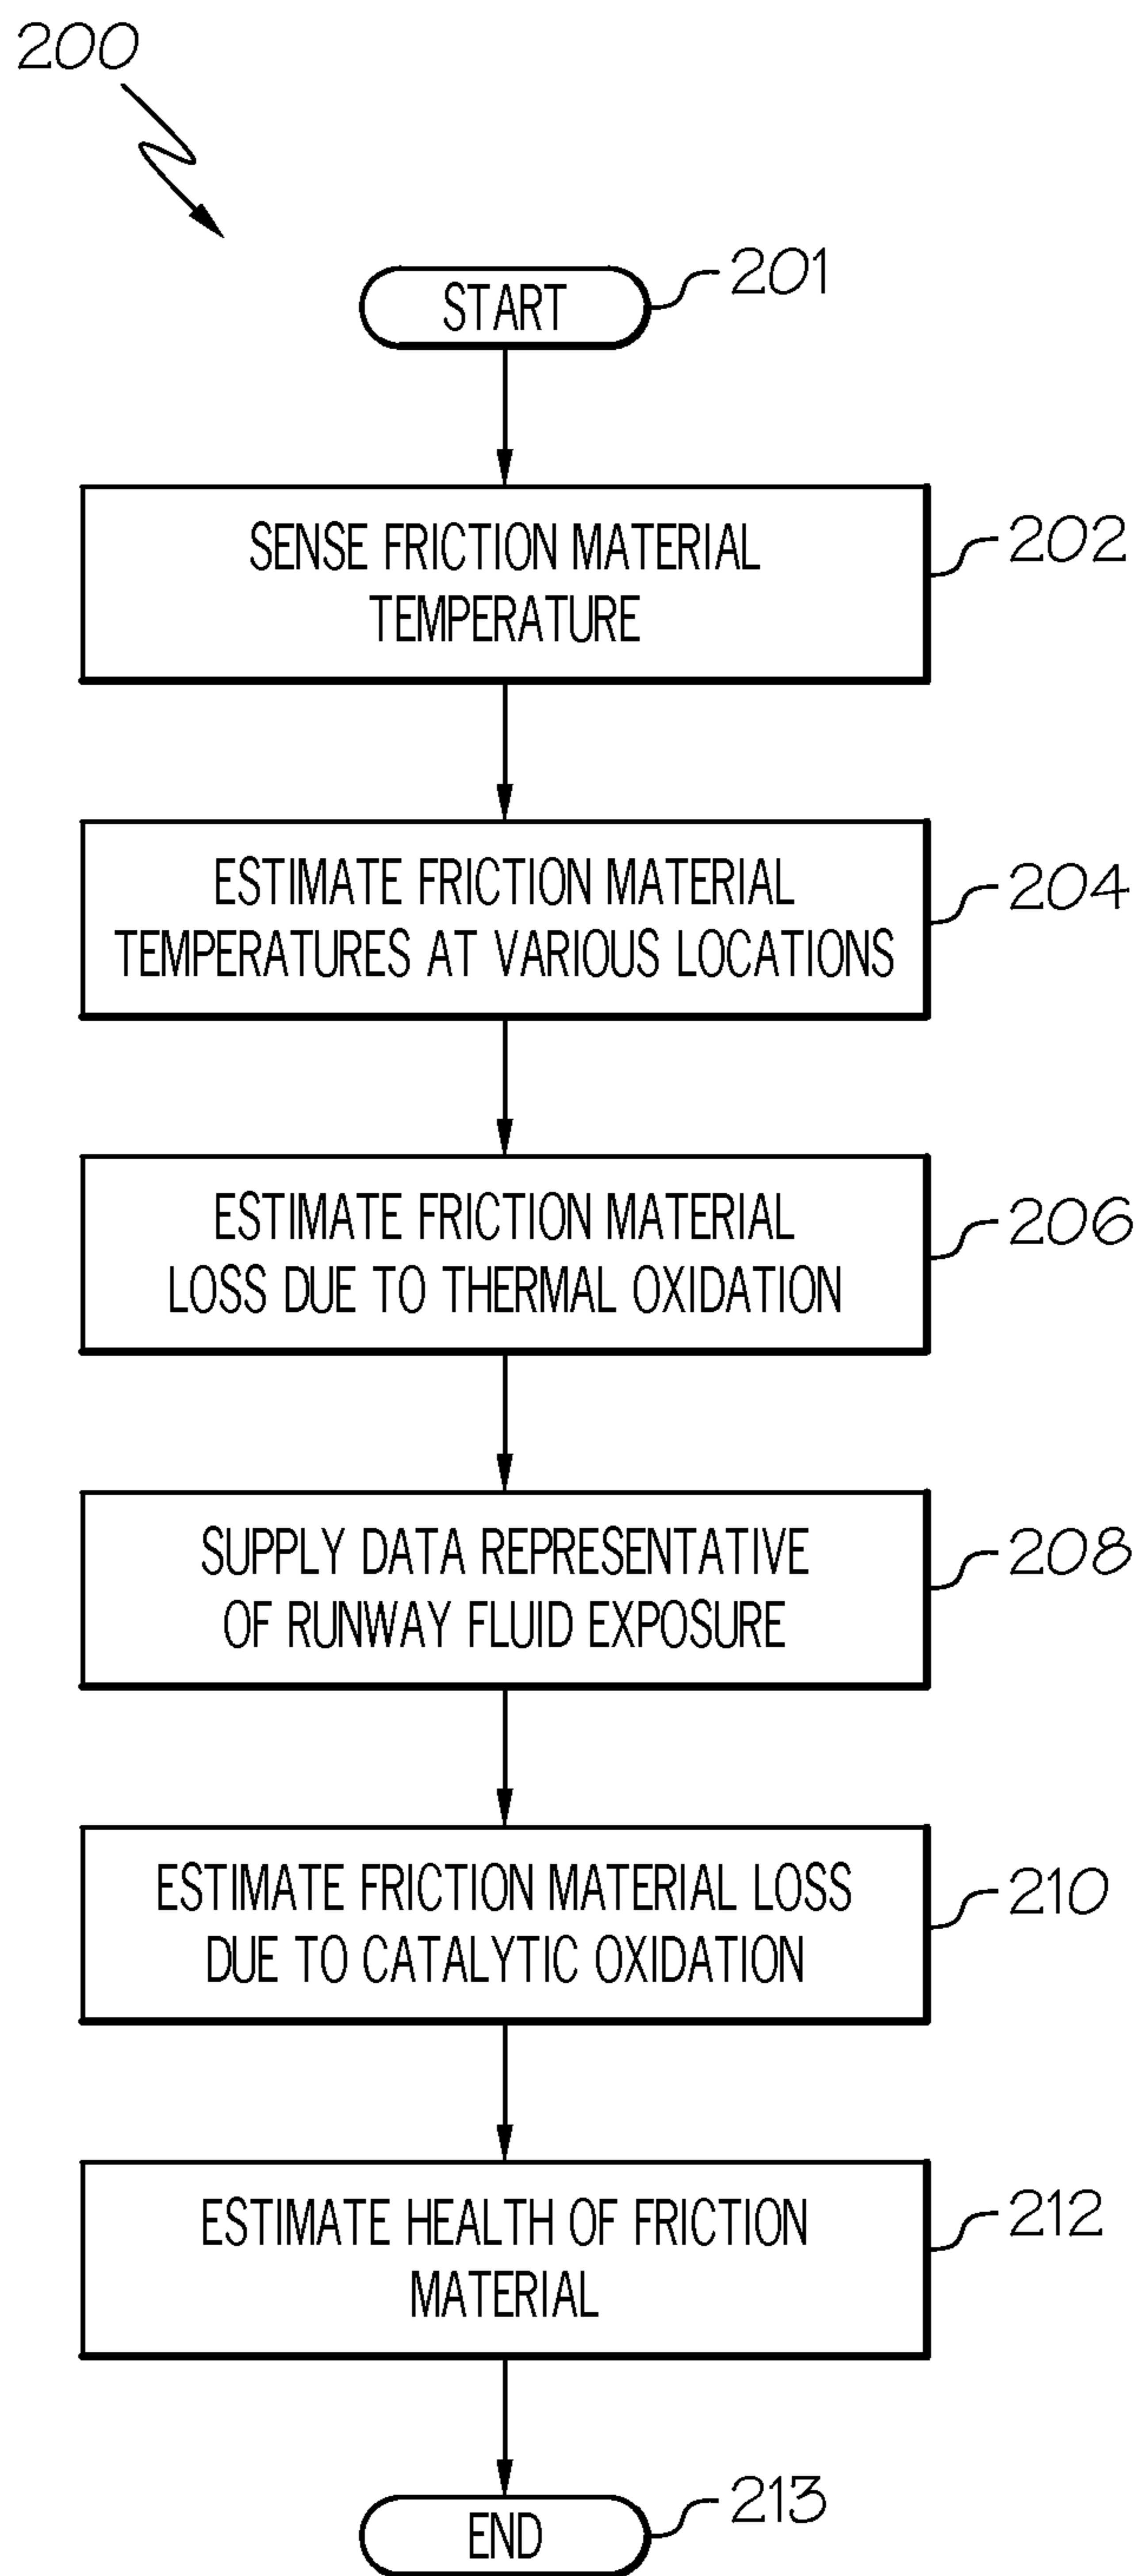 200
START
201
SENSE FRICTION MATERIAL
TEMPERATURE
202
ESTIMATE FRICTION MATERIAL
TEMPERATURES AT VARIOUS LOCATIONS
204
ESTIMATE FRICTION MATERIAL
LOSS DUE TO THERMAL OXIDATION
206
SUPPLY DATA REPRESENTATIVE
OF RUNWAY FLUID EXPOSURE
208
ESTIMATE FRICTION MATERIAL LOSS
DUE TO CATALYTIC OXIDATION
210
ESTIMATE HEALTH OF FRICTION
MATERIAL
212
END
213